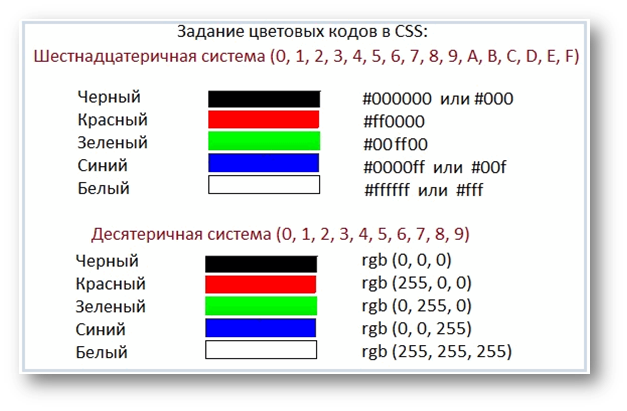 Задание цветовых кодов в CSS:
Шестнадцатеричная система (0, 1, 2, 3, 4, 5, 6, 7, 8, 9, A, B, C, D, E, F)
Черный #000000 или #000
Красный #ff0000
Зеленый #00ff00
Синий #0000ff или #00f
Белый #ffffff или #fff
Десятеричная система (0, 1, 2, 3, 4, 5, 6, 7, 8, 9)
Черный rgb (0, 0, 0)
Красный rgb (255, 0, 0)
Зеленый rgb (0, 255, 0)
Синий rgb (0, 0, 255)
Белый rgb (255, 255, 255)